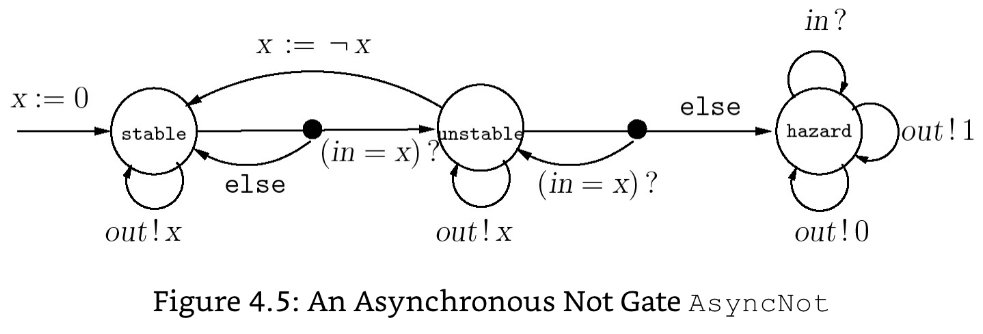 in?
x := ¬x
x := 0
else
stable
unstable
hazard
out!1
(in = x)?
else
(in = x)?
out!x
out!x
out!0
Figure 4.5: An Asynchronous Not Gate AsyncNot